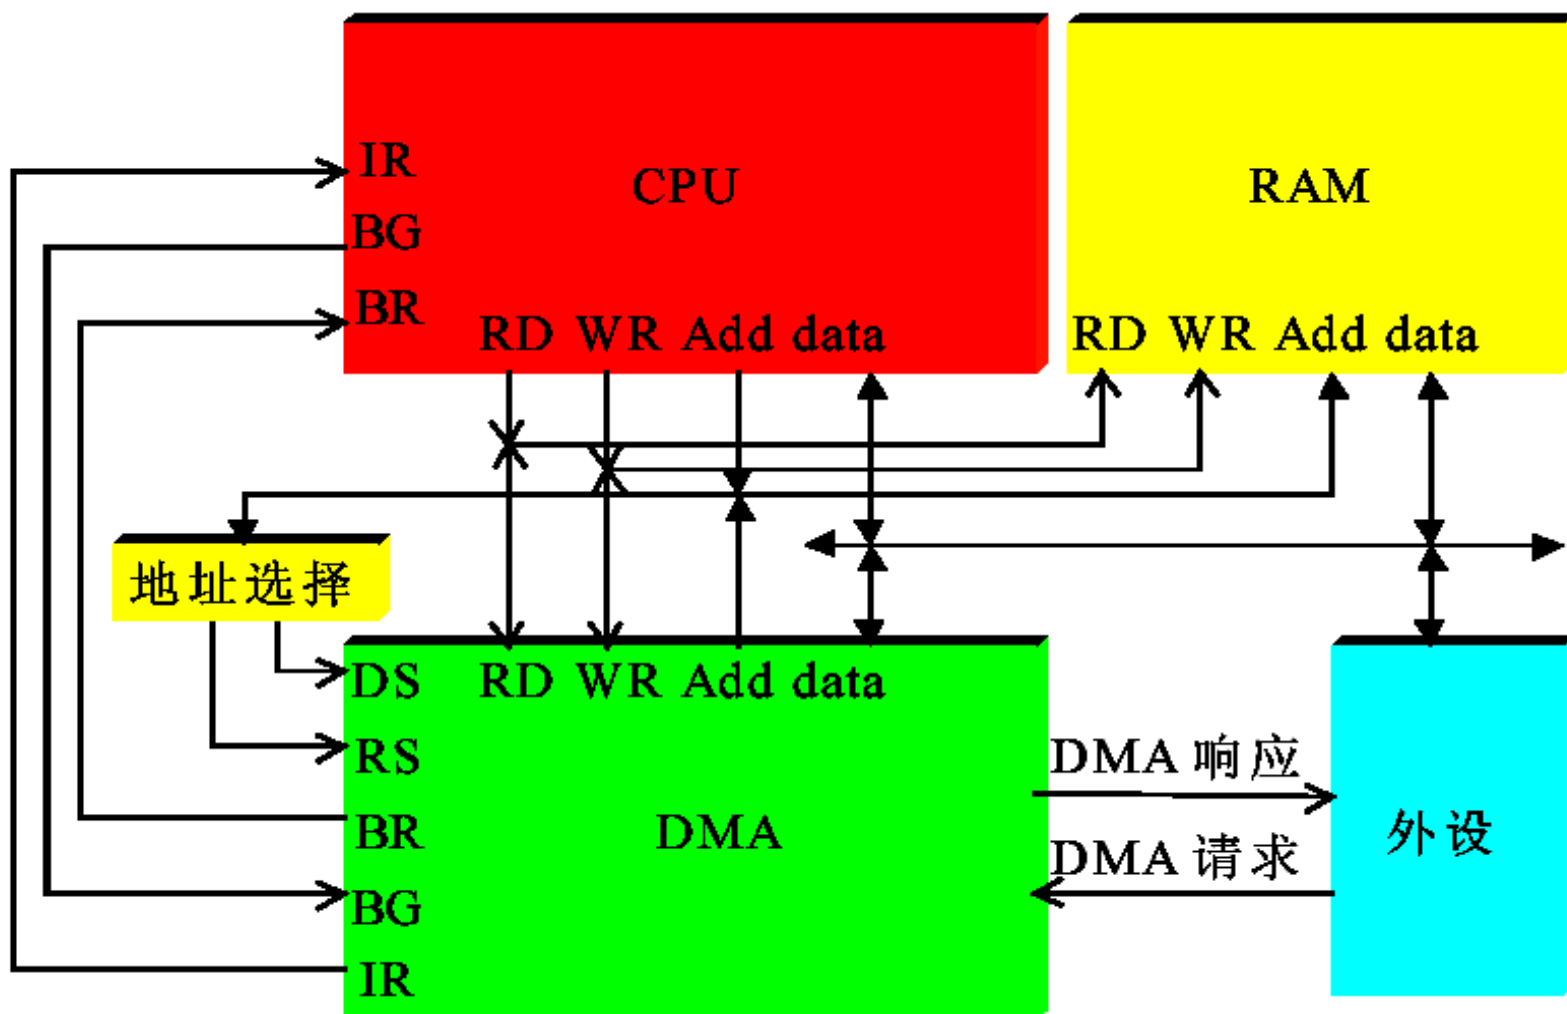 IR
CPU
RAM
BG
BR
RD WR Add data
RD WR Add data
地址选择
DS
RD WR Add data
RS
DMA 响应
BR
DMA
外设
DMA 请求
BG
IR